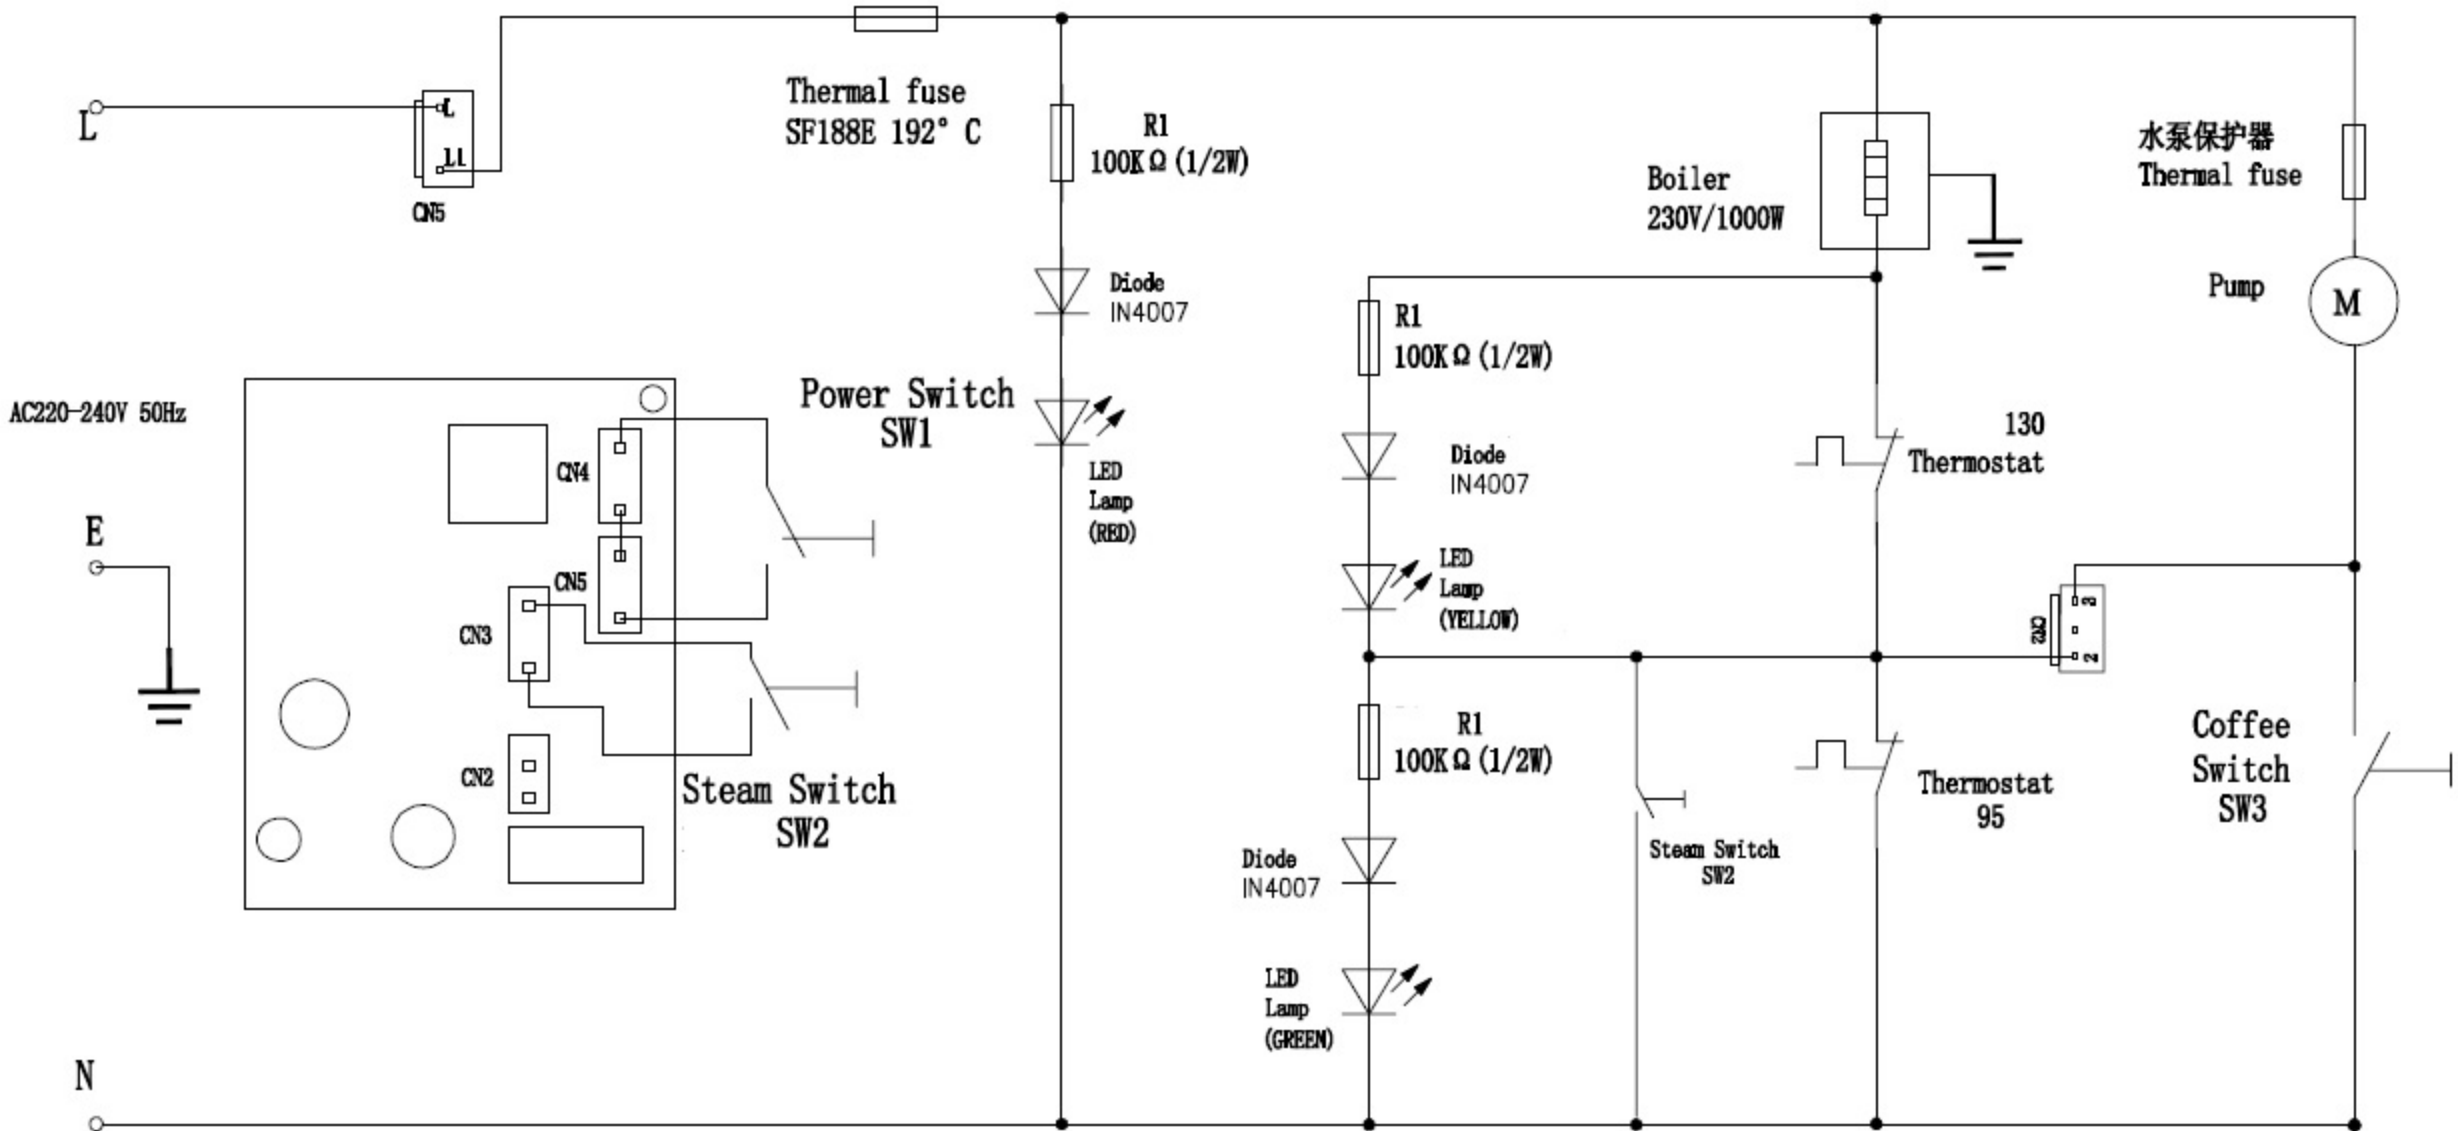 L
L
L1
CN5
Thermal fuse
SF188E 192° C
R1
100KΩ(1/2W)
Diode
IN4007
LED
Lamp
(RED)
Boiler
230V/1000W
水泵保护器
Thermal fuse
Pump
M
AC220-240V 50Hz
E
N
Power Switch
SW1
CN4
CN5
CN3
CN2
Steam Switch
SW2
R1
100KΩ(1/2W)
Diode
IN4007
LED
Lamp
(YELLOW)
130
Thermostat
3
CN2
2
R1
100KΩ(1/2W)
Diode
IN4007
LED
Lamp
(GREEN)
Steam Switch
SW2
Thermostat
95
Coffee
Switch
SW3